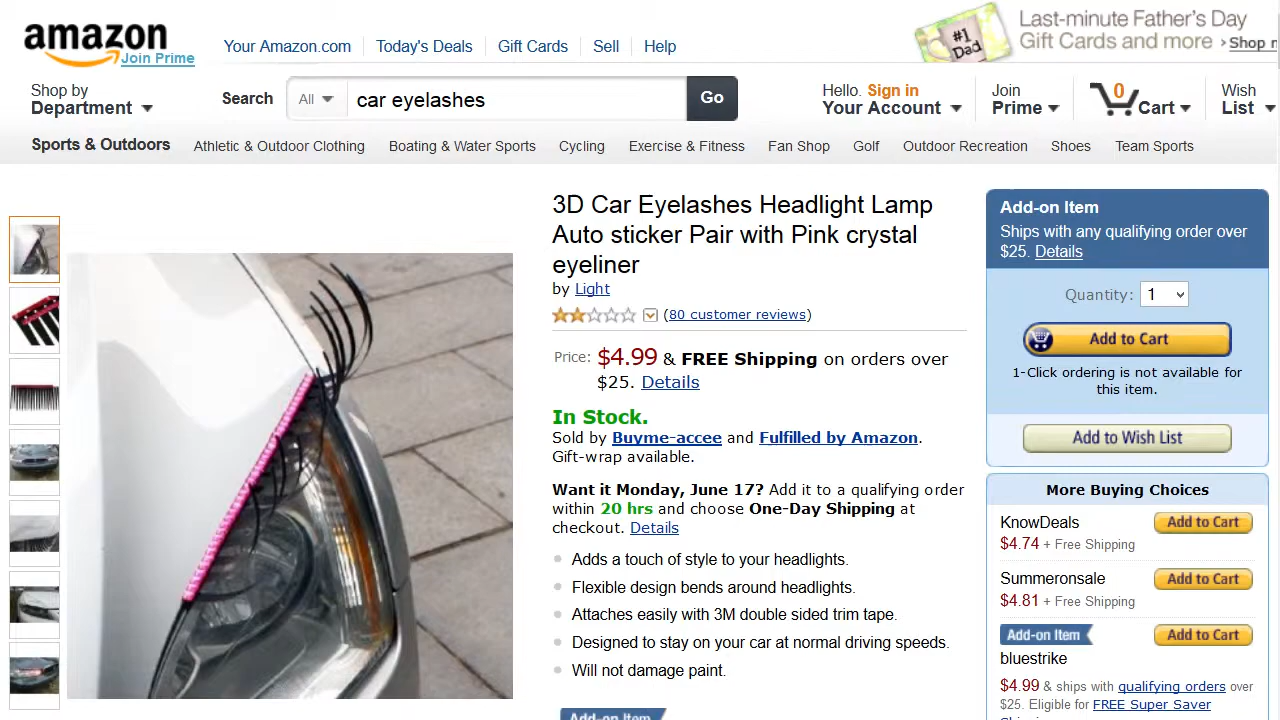 amazon
Join Prime
Your Amazon.com
Today's Deals
Gift Cards
Sell
Help
#1 Dad
Last-minute Father's Day
Gift Cards and more › Shop
Shop by
Department
Search
All
car eyelashes
Go
Hello. Sign in
Your Account
Join
Prime
0
Cart
Wish
List
Sports & Outdoors
Athletic & Outdoor Clothing
Boating & Water Sports
Cycling
Exercise & Fitness
Fan Shop
Golf
Outdoor Recreation
Shoes
Team Sports
3D Car Eyelashes Headlight Lamp
Auto sticker Pair with Pink crystal
eyeliner
by Light
(80 customer reviews)
Price: $4.99 & FREE Shipping on orders over
$25. Details
In Stock.
Sold by Buyme-accee and Fulfilled by Amazon.
Gift-wrap available.
Want it Monday, June 17? Add it to a qualifying order
within 20 hrs and choose One-Day Shipping at
checkout. Details
Adds a touch of style to your headlights.
Flexible design bends around headlights.
Attaches easily with 3M double sided trim tape.
Designed to stay on your car at normal driving speeds.
Will not damage paint.
Add-on Item
Add-on Item
Ships with any qualifying order over
$25. Details
Quantity: 1
Add to Cart
1-Click ordering is not available for
this item.
Add to Wish List
More Buying Choices
KnowDeals
Add to Cart
$4.74 + Free Shipping
Summeronsale
Add to Cart
$4.81 + Free Shipping
Add-on Item
Add to Cart
bluestrike
$4.99 & ships with qualifying orders over
$25. Eligible for FREE Super Saver